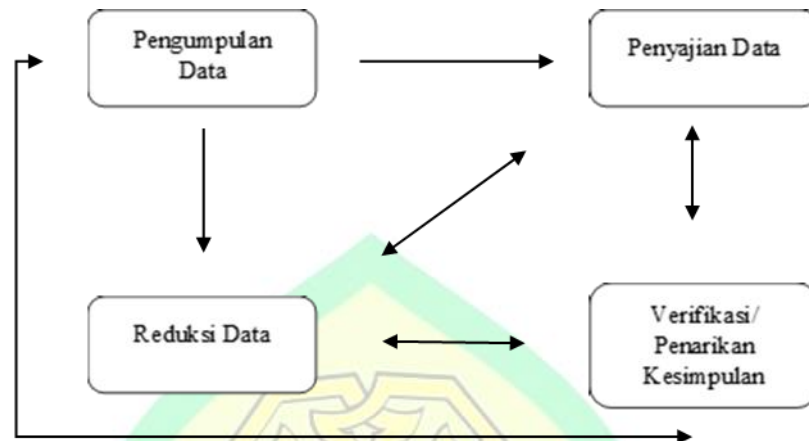 Pengumpulan
Data
Penyajian Data
Reduksi Data
Verifikasi/
Penarikan
Kesimpulan